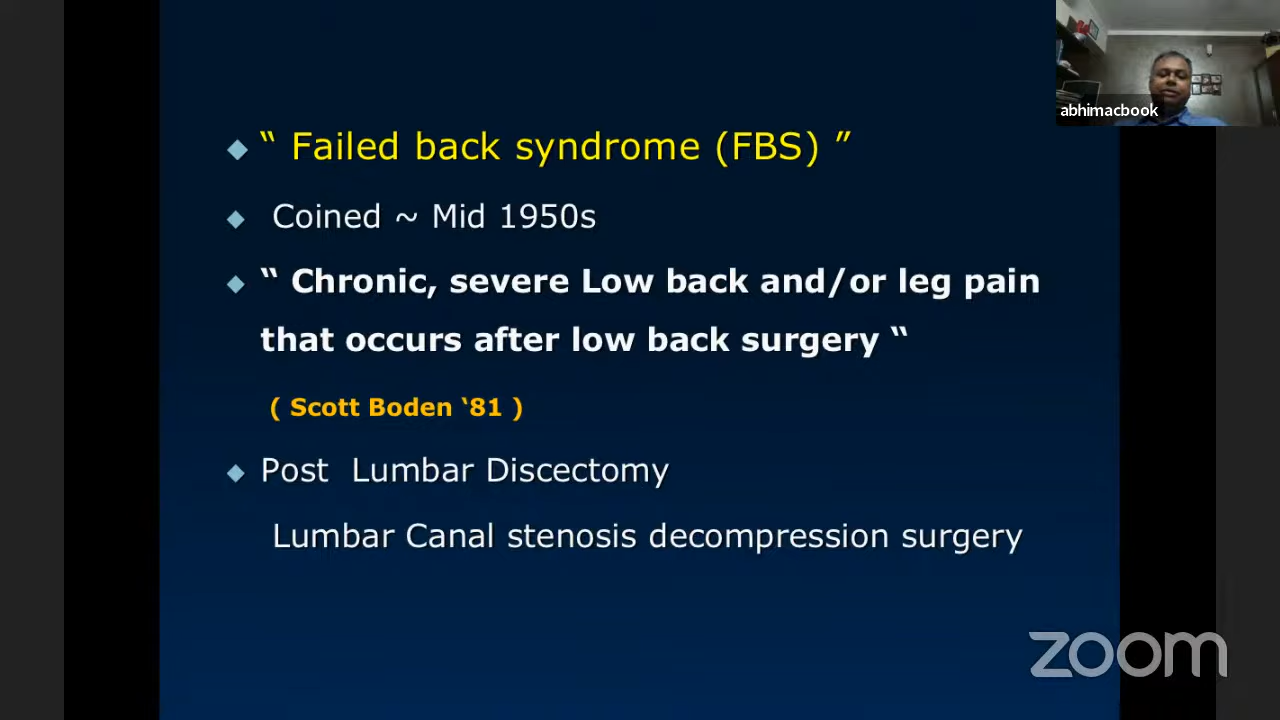 “ Failed back syndrome (FBS) ”
Coined ~ Mid 1950s
“ Chronic, severe Low back and/or leg pain
that occurs after low back surgery “
( Scott Boden ‘81 )
Post Lumbar Discectomy
Lumbar Canal stenosis decompression surgery
abhimacbook
zoom